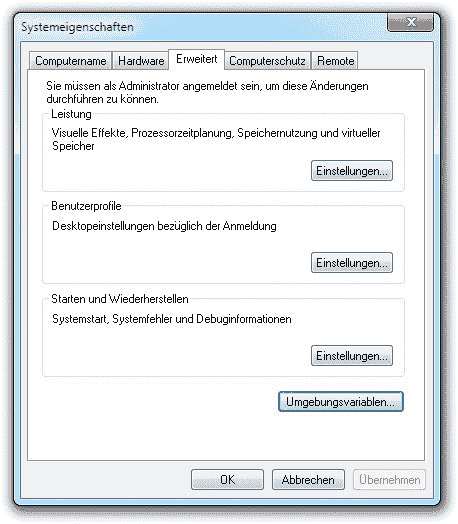 Systemeigenschaften
Computername Hardware Erweitert Computerschutz Remote
Sie müssen als Administrator angemeldet sein, um diese Änderungen
durchführen zu können.
Leistung
Visuelle Effekte, Prozessorzeitplanung, Speichernutzung und virtueller
Speicher
Einstellungen...
Benutzerprofile
Desktopeinstellungen bezüglich der Anmeldung
Einstellungen...
Starten und Wiederherstellen
Systemstart, Systemfehler und Debuginformationen
Einstellungen...
Umgebungsvariablen...
OK Abbrechen Übernehmen